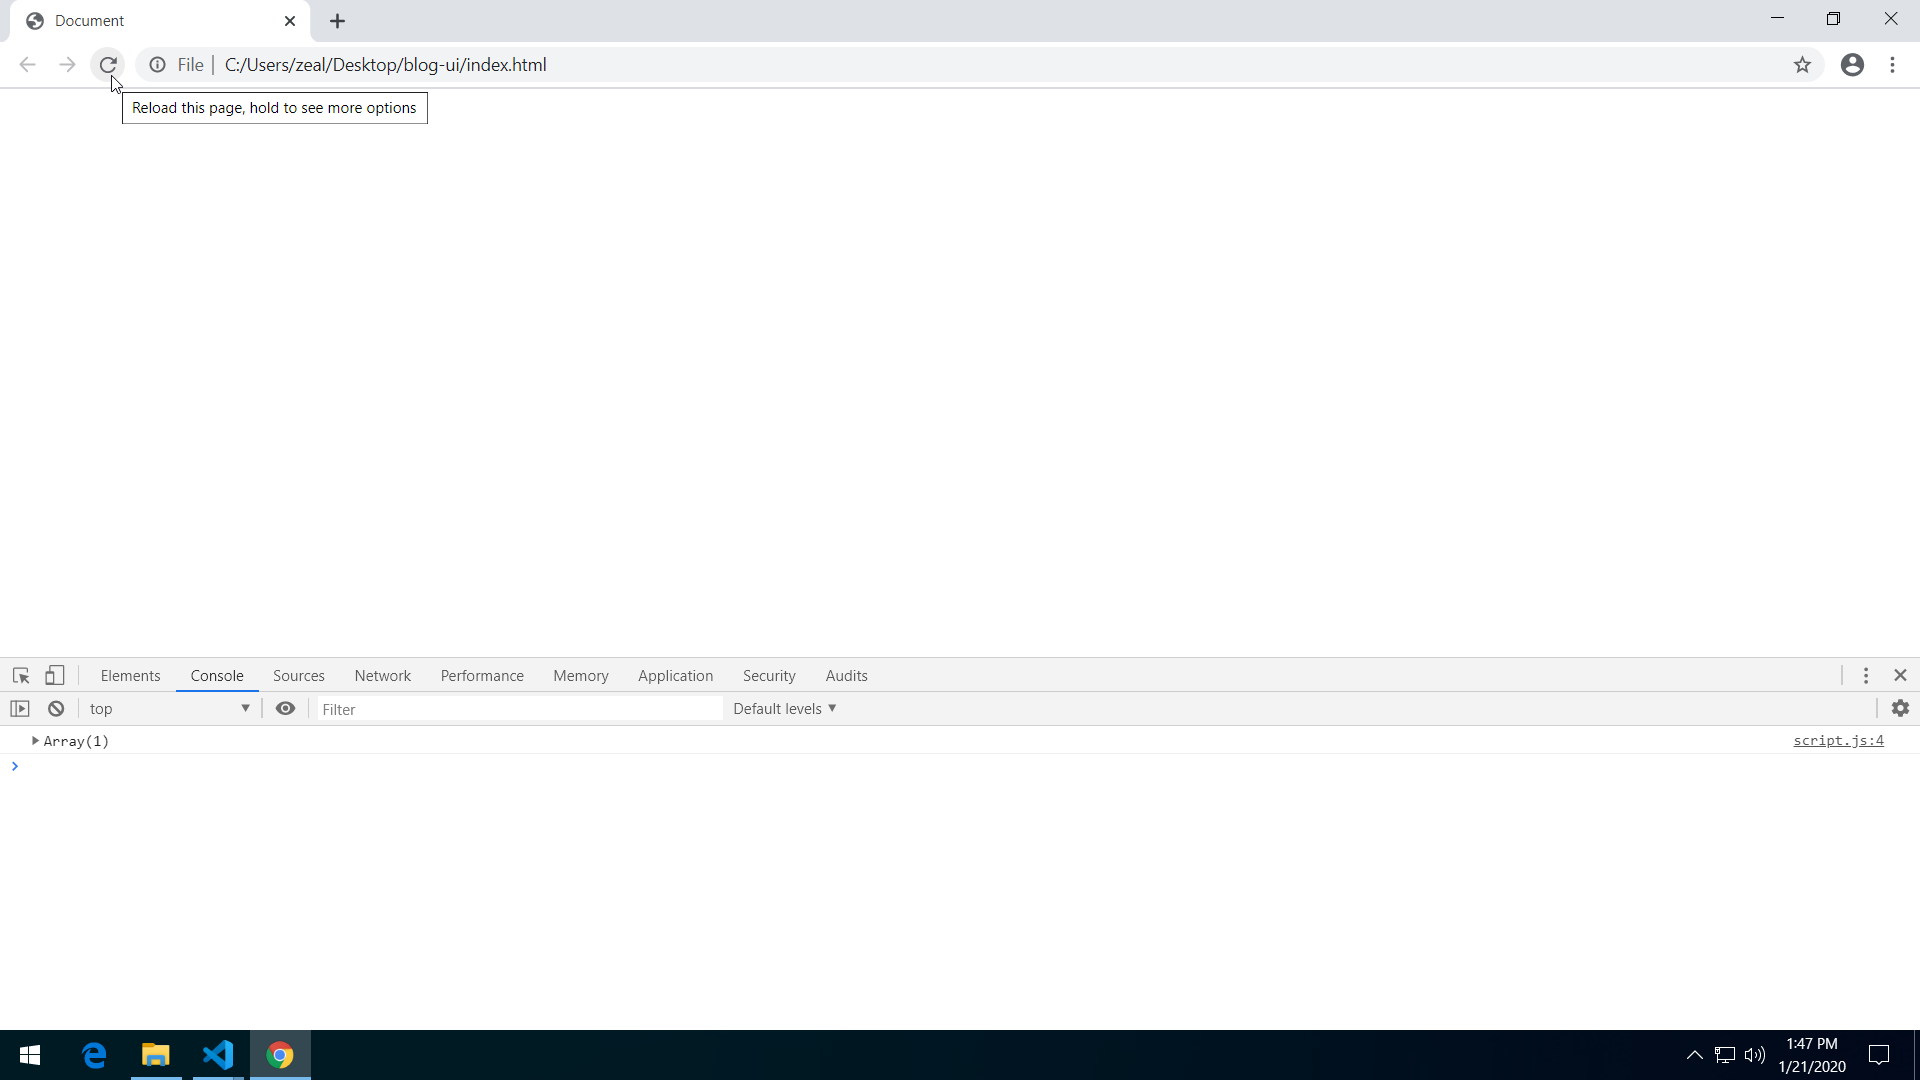 Document
File C:/Users/zeal/Desktop/blog-ui/index.html
Reload this page, hold to see more options
Elements Console Sources Network Performance Memory Application Security Audits
top Filter Default levels
Array(1) script.js:4
1:47 PM
1/21/2020